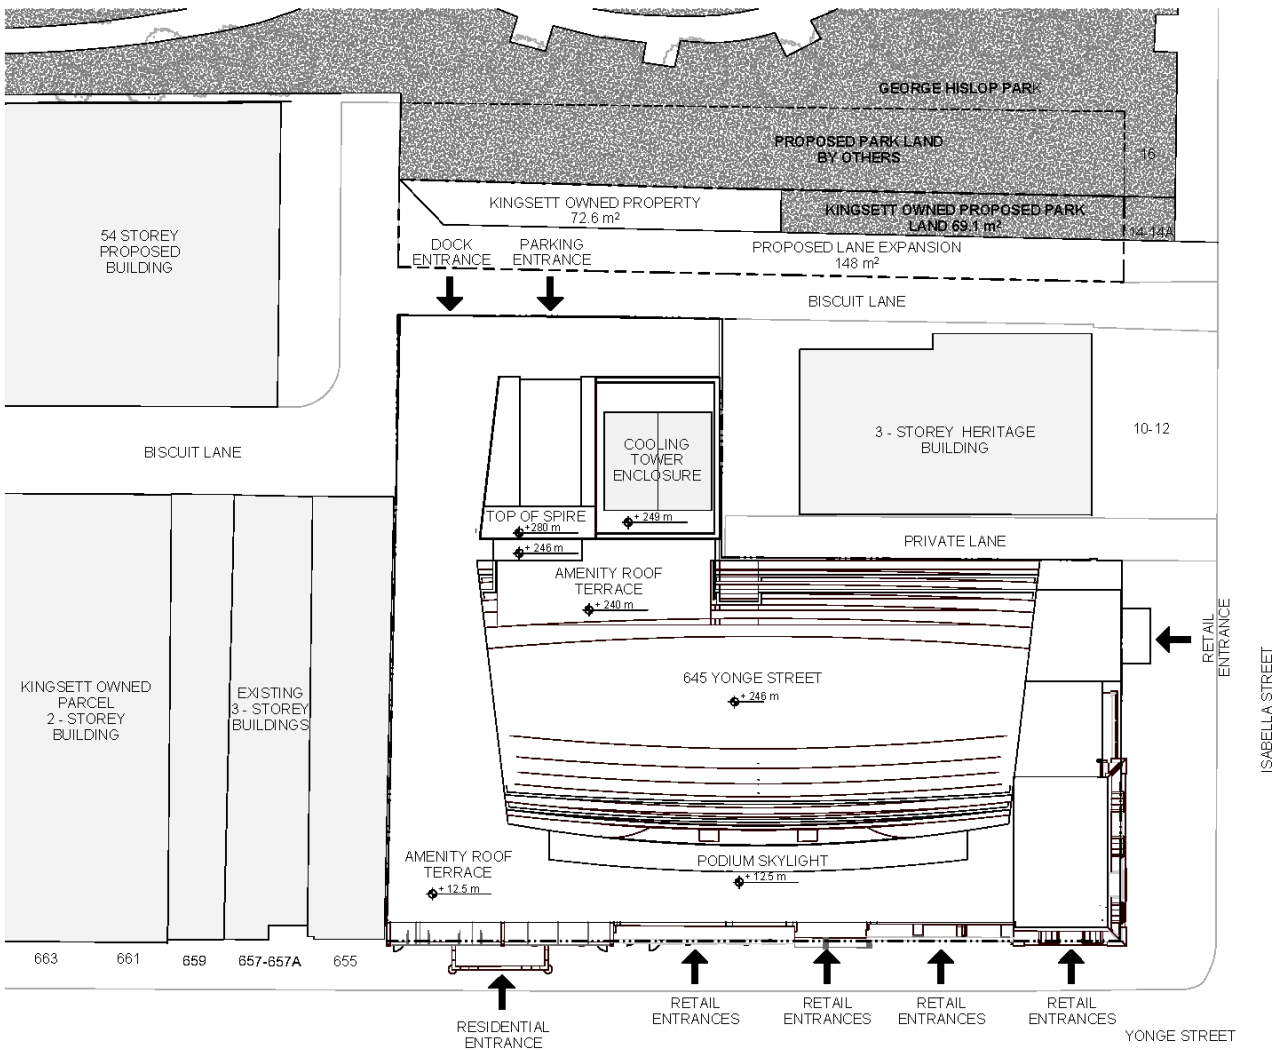 GEORGE HISLOP PARK
PROPOSED PARK LAND
BY OTHERS
16
KINGSETT OWNED PROPERTY
72.6 m²
KINGSETT OWNED PROPOSED PARK
LAND 69.1 m²
14-14A
54 STOREY
PROPOSED
BUILDING
DOCK
ENTRANCE
PARKING
ENTRANCE
PROPOSED LANE EXPANSION
148 m²
BISCUIT LANE
BISCUIT LANE
COOLING
TOWER
ENCLOSURE
+ 249 m
3 - STOREY HERITAGE
BUILDING
10-12
TOP OF SPIRE
+280 m
+ 246 m
PRIVATE LANE
AMENITY ROOF
TERRACE
+ 240 m
RETAIL
ENTRANCE
ISABELLA STREET
645 YONGE STREET
+ 246 m
KINGSETT OWNED
PARCEL
2 - STOREY
BUILDING
EXISTING
3 - STOREY
BUILDINGS
AMENITY ROOF
TERRACE
+ 12.5 m
PODIUM SKYLIGHT
+ 12.5 m
663
661
659
657-657A
655
RESIDENTIAL
ENTRANCE
RETAIL
ENTRANCES
RETAIL
ENTRANCES
RETAIL
ENTRANCES
RETAIL
ENTRANCES
YONGE STREET